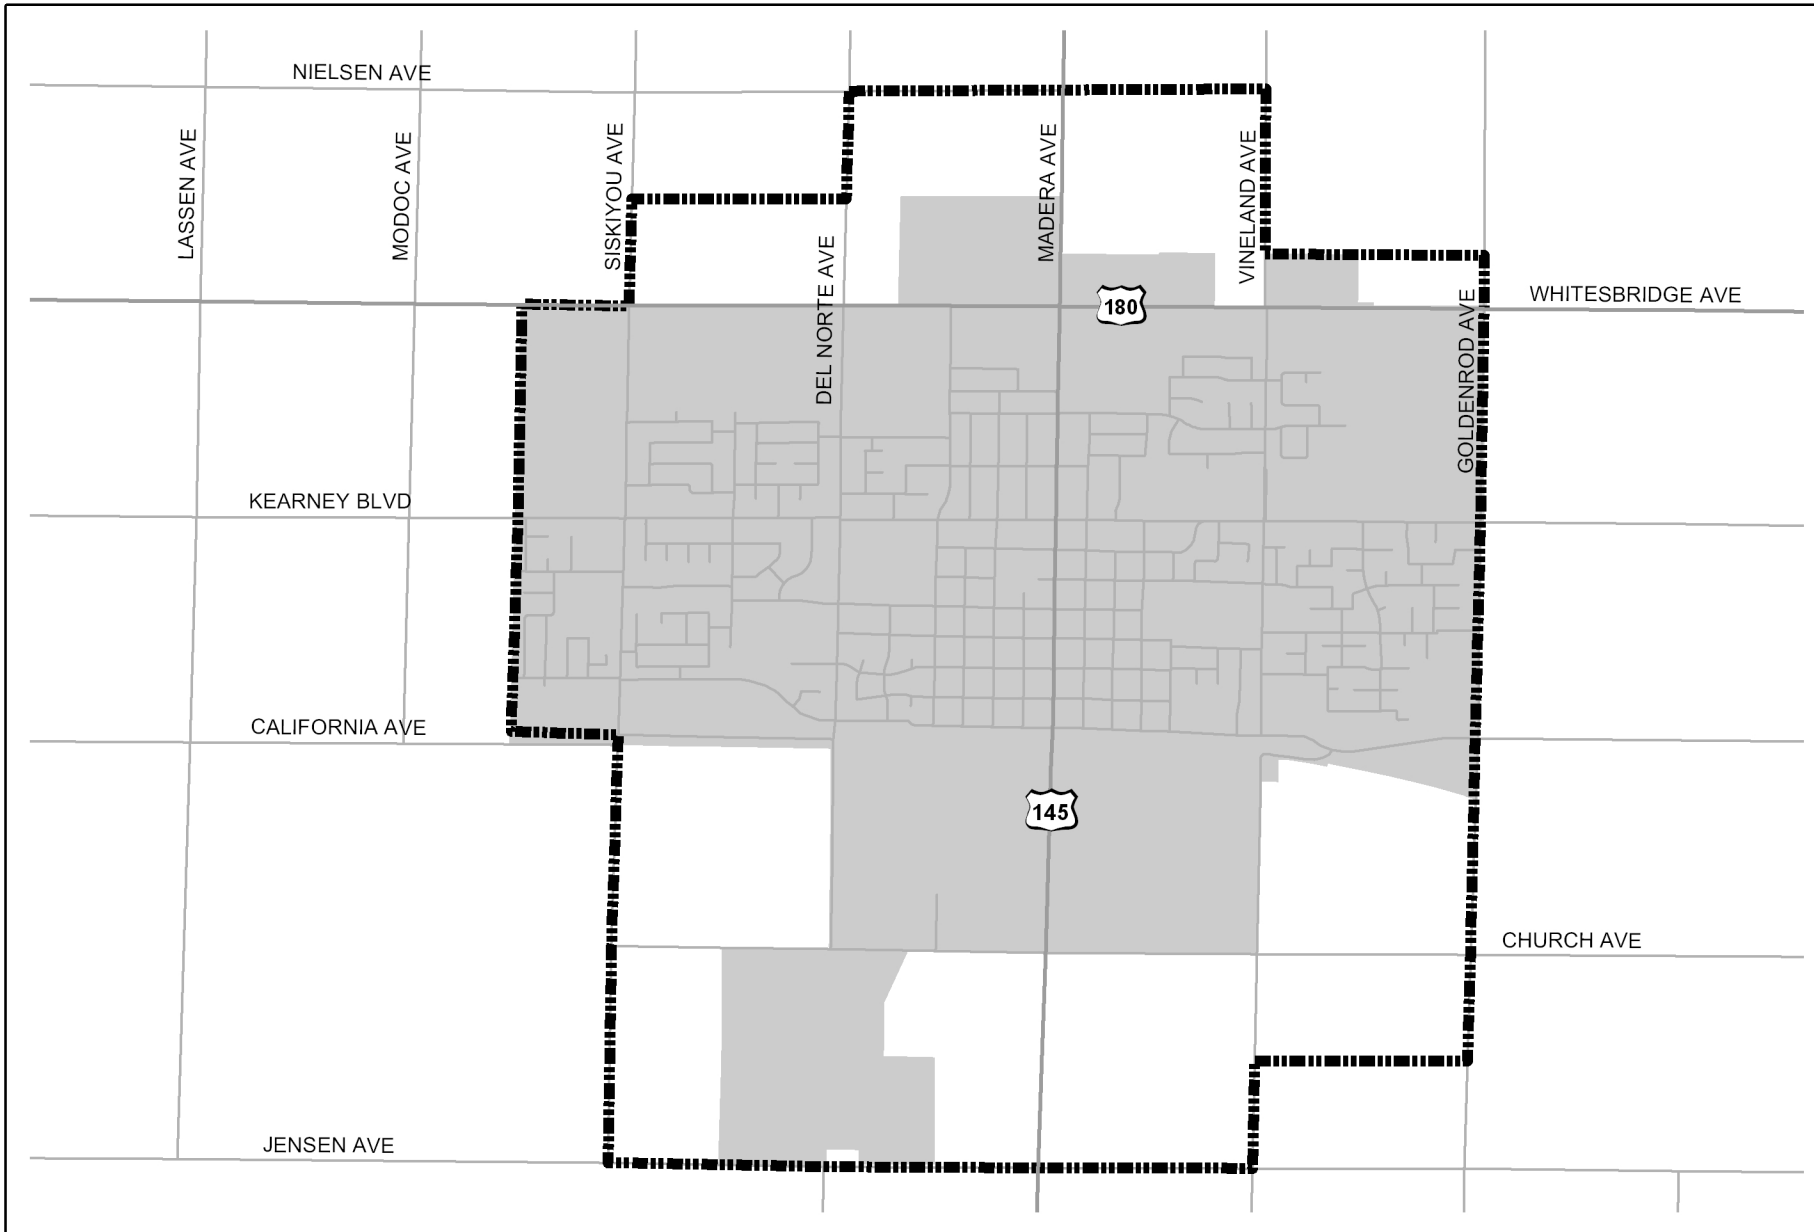 NIELSEN AVE
LASSEN AVE
MODOC AVE
SISKIYOU AVE
DEL NORTE AVE
MADERA AVE
VINELAND AVE
GOLDENROD AVE
180
WHITESBRIDGE AVE
KEARNEY BLVD
CALIFORNIA AVE
145
CHURCH AVE
JENSEN AVE